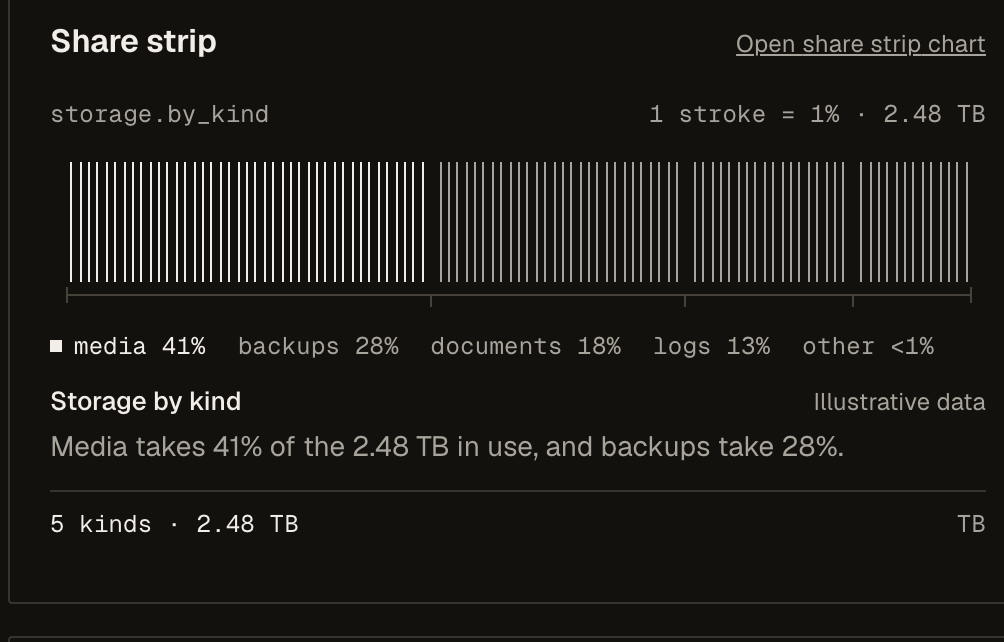 Share strip
Open share strip chart
storage.by_kind
1 stroke = 1% · 2.48 TB
media 41% backups 28% documents 18% logs 13% other <1%
Storage by kind
Illustrative data
Media takes 41% of the 2.48 TB in use, and backups take 28%.
5 kinds · 2.48 TB
TB